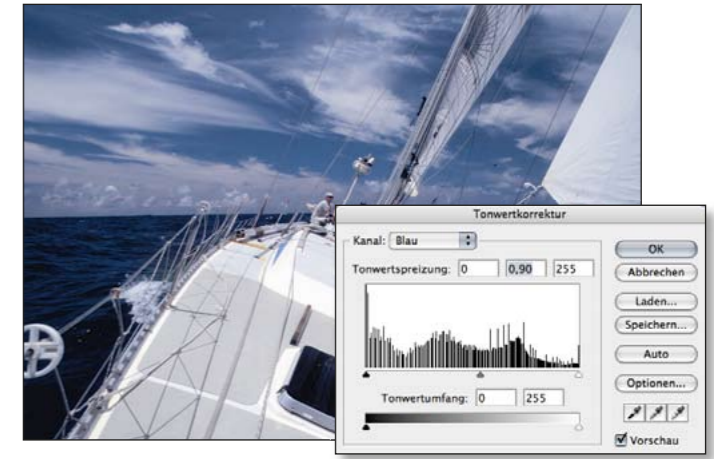 Tonwertkorrektur
Kanal: Blau
Tonwertspreizung: 0 0,90 255
Tonwertumfang: 0 255
OK
Abbrechen
Laden...
Speichern...
Auto
Optionen...
Vorschau